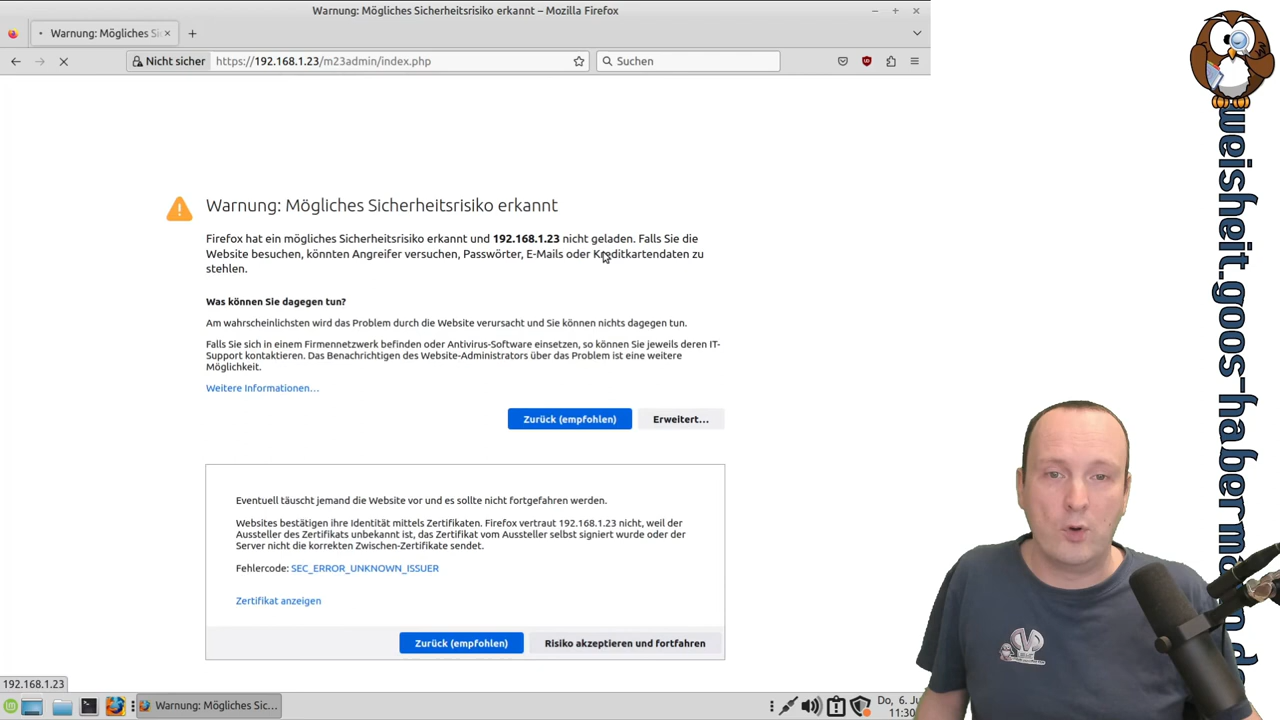 Warnung: Mögliches Sicherheitsrisiko erkannt – Mozilla Firefox
Warnung: Mögliches Si
Nicht sicher https://192.168.1.23/m23admin/index.php
Suchen
Warnung: Mögliches Sicherheitsrisiko erkannt
Firefox hat ein mögliches Sicherheitsrisiko erkannt und 192.168.1.23 nicht geladen. Falls Sie die
Website besuchen, könnten Angreifer versuchen, Passwörter, E-Mails oder Kreditkartendaten zu
stehlen.
Was können Sie dagegen tun?
Am wahrscheinlichsten wird das Problem durch die Website verursacht und Sie können nichts dagegen tun.
Falls Sie sich in einem Firmennetzwerk befinden oder Antivirus-Software einsetzen, so können Sie jeweils deren IT-
Support kontaktieren. Das Benachrichtigen des Website-Administrators über das Problem ist eine weitere
Möglichkeit.
Weitere Informationen…
Zurück (empfohlen) Erweitert…
Eventuell täuscht jemand die Website vor und es sollte nicht fortgefahren werden.
Websites bestätigen ihre Identität mittels Zertifikaten. Firefox vertraut 192.168.1.23 nicht, weil der
Aussteller des Zertifikats unbekannt ist, das Zertifikat vom Aussteller selbst signiert wurde oder der
Server nicht die korrekten Zwischen-Zertifikate sendet.
Fehlercode: SEC_ERROR_UNKNOWN_ISSUER
Zertifikat anzeigen
Zurück (empfohlen) Risiko akzeptieren und fortfahren
192.168.1.23
Warnung: Mögliches Sic...
Do, 6. Ju
11:30
weisheit.goos-habermann.de